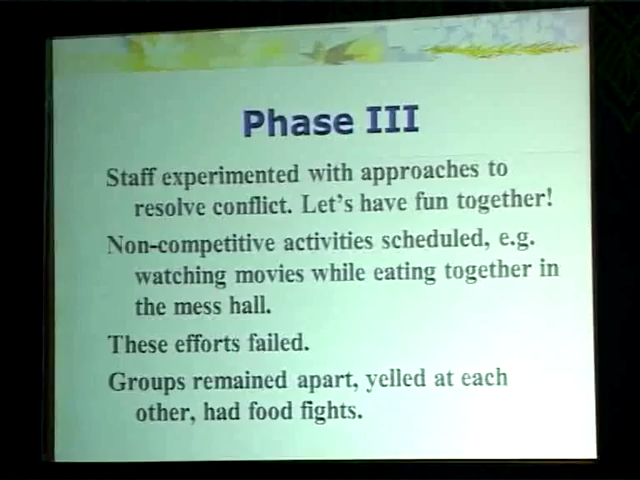 Phase III
Staff experimented with approaches to
resolve conflict. Let's have fun together!
Non-competitive activities scheduled, e.g.
watching movies while eating together in
the mess hall.
These efforts failed.
Groups remained apart, yelled at each
other, had food fights.